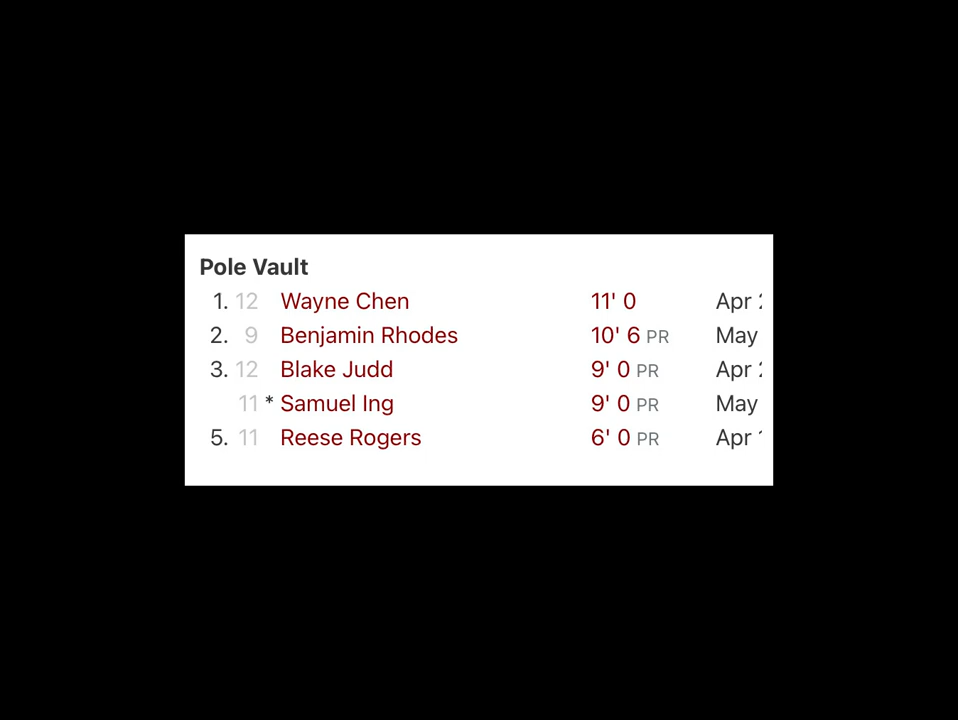 Pole Vault
1. 12 Wayne Chen 11' 0 Apr
2. 9 Benjamin Rhodes 10' 6 PR May
3. 12 Blake Judd 9' 0 PR Apr
11 * Samuel Ing 9' 0 PR May
5. 11 Reese Rogers 6' 0 PR Apr